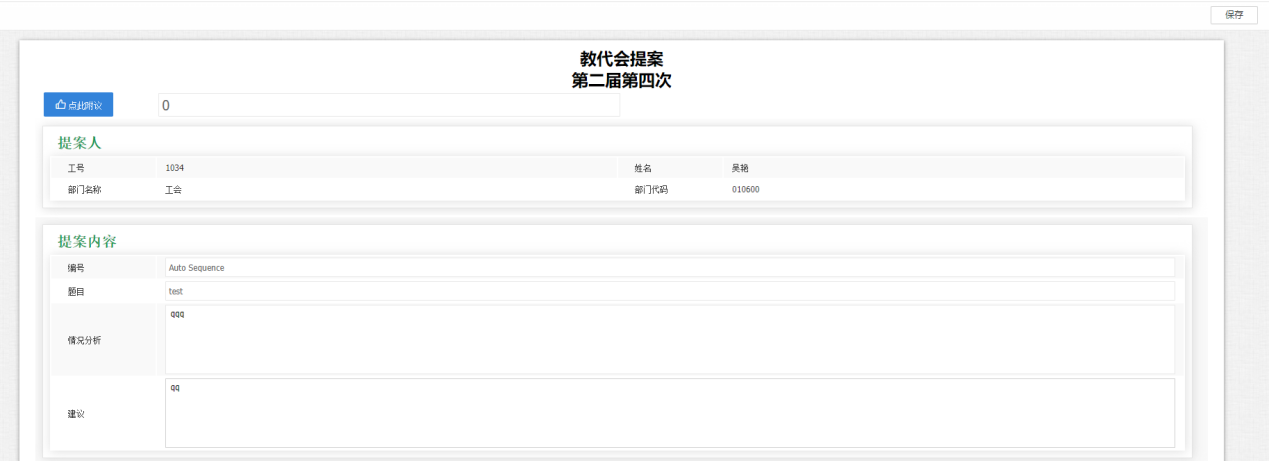 保存
教代会提案
第二届第四次
点此附议 0
提案人
工号 1034 姓名 吴艳
部门名称 工会 部门代码 010600
提案内容
编号 Auto Sequence
题目 test
情况分析 qqq
建议 qq